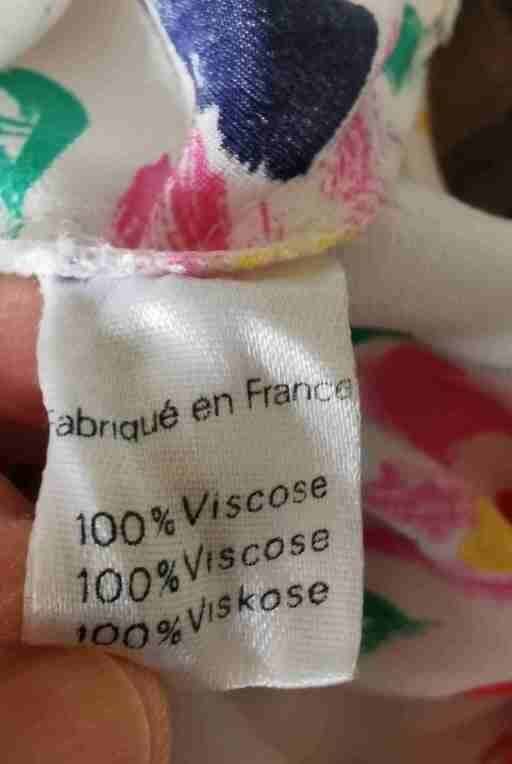 Fabriqué en France
100% Viscose
100% Viscose
100% Viskose